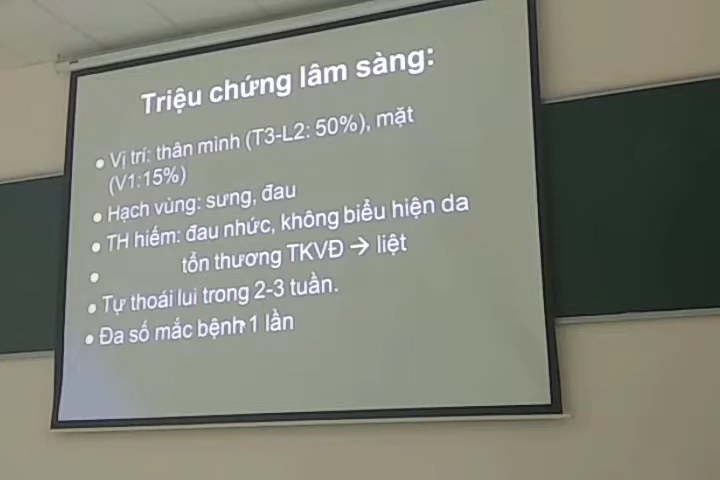 Triệu chứng lâm sàng:
● Vị trí: thân mình (T3-L2: 50%), mặt
(V1:15%)
● Hạch vùng: sưng, đau
● TH hiếm: đau nhức, không biểu hiện da
● tổn thương TKVĐ → liệt
● Tự thoái lui trong 2-3 tuần.
● Đa số mắc bệnh 1 lần